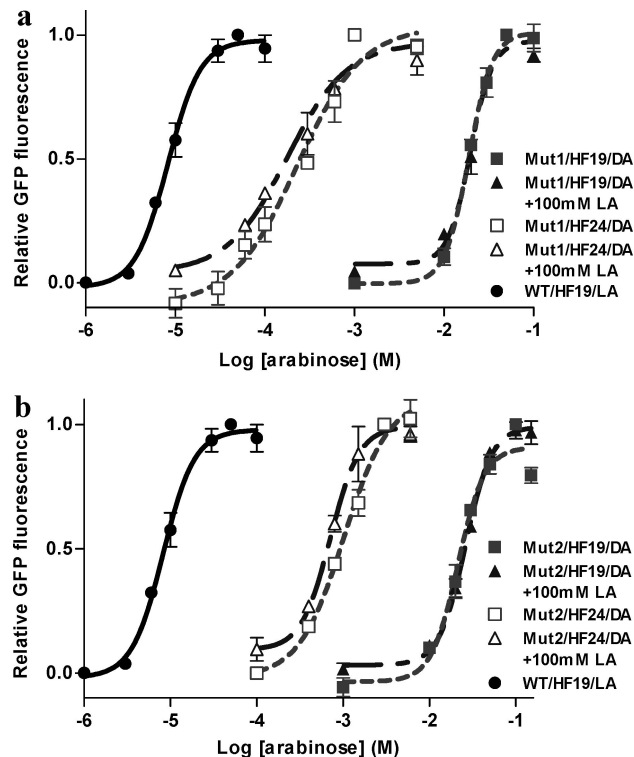 a
Relative GFP fluorescence
1.0
0.5
0.0
-6
-5
-4
-3
-2
-1
Log [arabinose] (M)
Mut1/HF19/DA
Mut1/HF19/DA
+100mM LA
Mut1/HF24/DA
Mut1/HF24/DA
+100mM LA
WT/HF19/LA
b
Relative GFP fluorescence
1.0
0.5
0.0
-6
-5
-4
-3
-2
-1
Log [arabinose] (M)
Mut2/HF19/DA
Mut2/HF19/DA
+100mM LA
Mut2/HF24/DA
Mut2/HF24/DA
+100mM LA
WT/HF19/LA